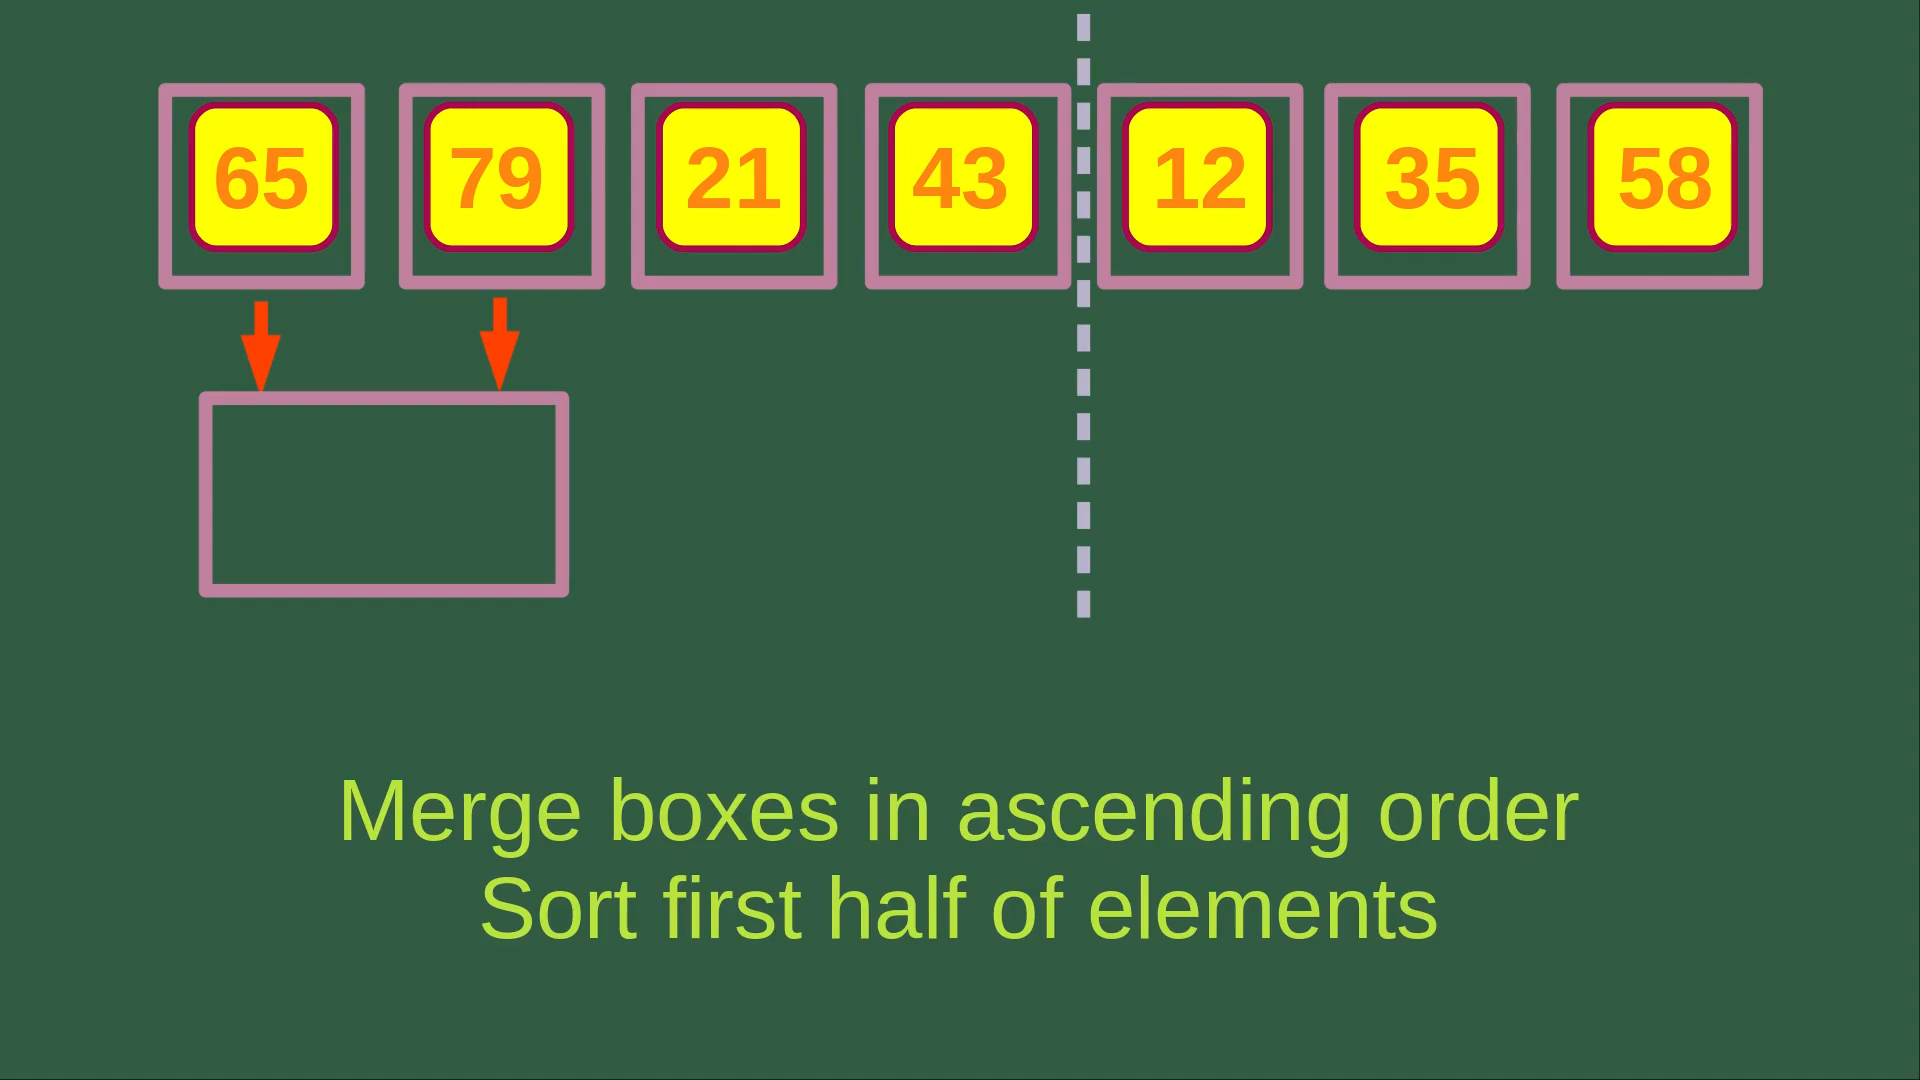 65 79 21 43 12 35 58
Merge boxes in ascending order
Sort first half of elements